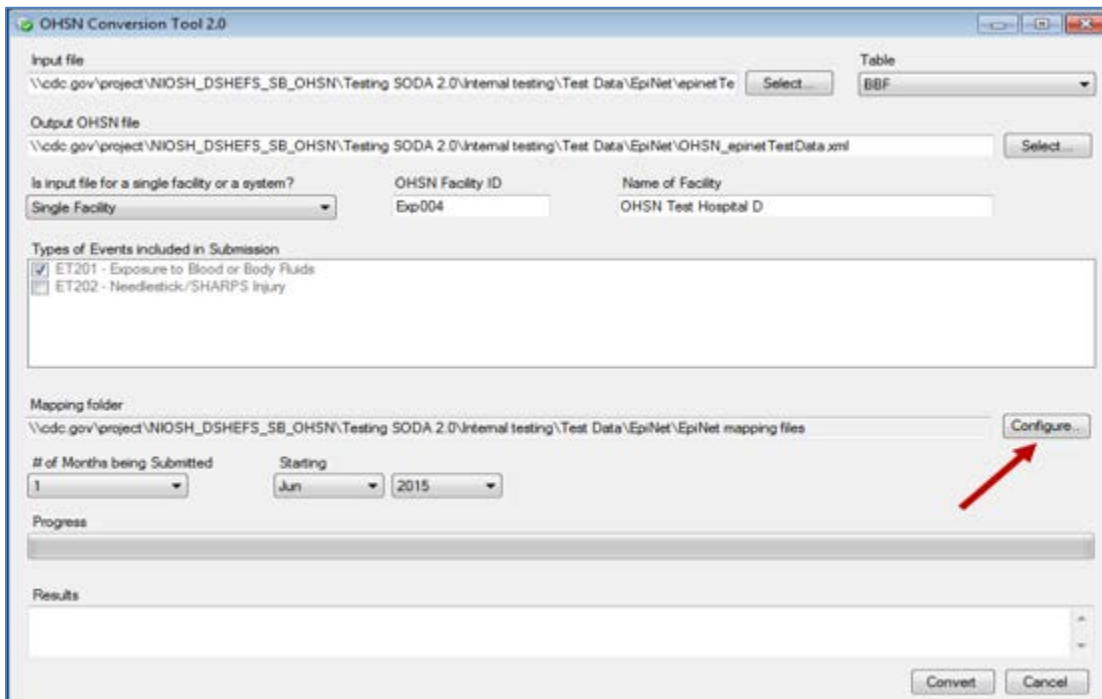 OHSN Conversion Tool 2.0
Input file
Table
\\cdc.gov\project\NIOSH_DSHEFS_SB_OHSN\Testing SODA 2.0\Internal testing\Test Data\EpiNet\epinetTe
Select...
BBF
Output OHSN file
\\cdc.gov\project\NIOSH_DSHEFS_SB_OHSN\Testing SODA 2.0\Internal testing\Test Data\EpiNet\OHSN_epinetTestData.xml
Select...
Is input file for a single facility or a system?
OHSN Facility ID
Name of Facility
Single Facility
Exp004
OHSN Test Hospital D
Types of Events included in Submission
ET201 - Exposure to Blood or Body Fluids
ET202 - Needlestick/SHARPS Injury
Mapping folder
\\cdc.gov\project\NIOSH_DSHEFS_SB_OHSN\Testing SODA 2.0\Internal testing\Test Data\EpiNet\EpiNet mapping files
Configure...
# of Months being Submitted
Starting
1
Jun
2015
Progress
Results
Convert
Cancel